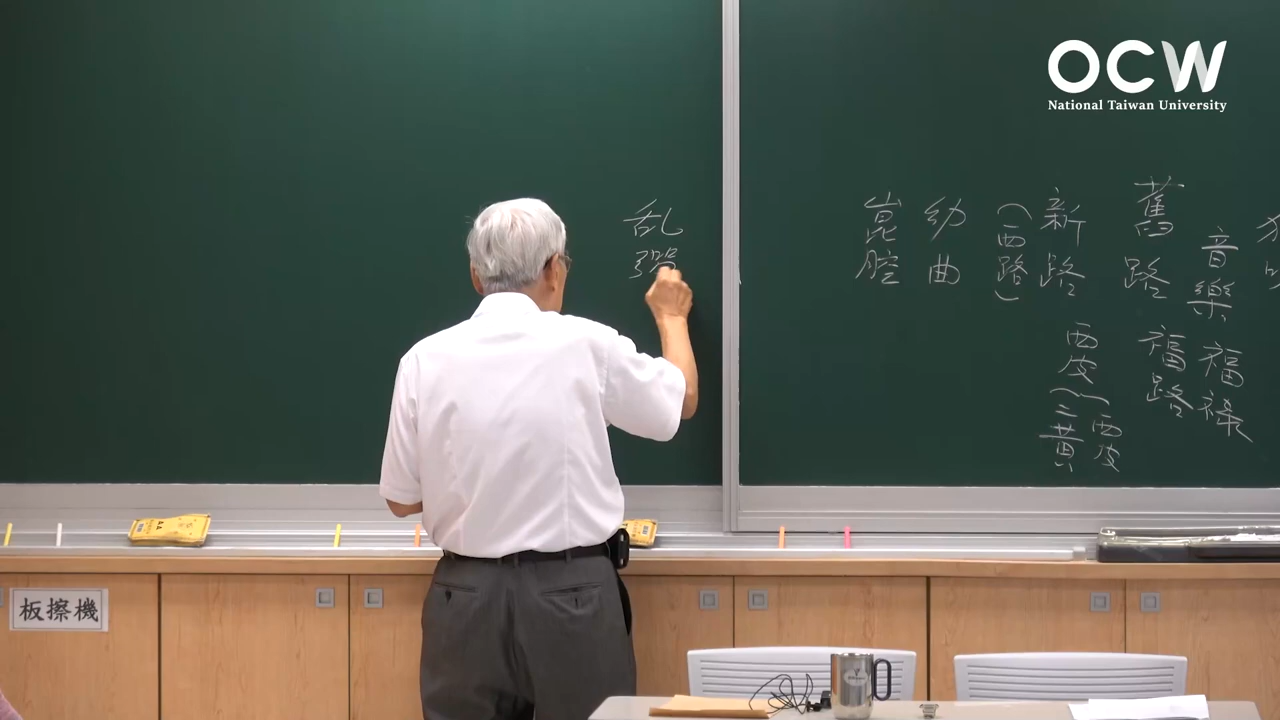 OCW
National Taiwan University
音樂 福祿
舊路 福路
新路 西皮(二黃
西皮
(西路)
幼曲
崑腔
乱彈
板擦機